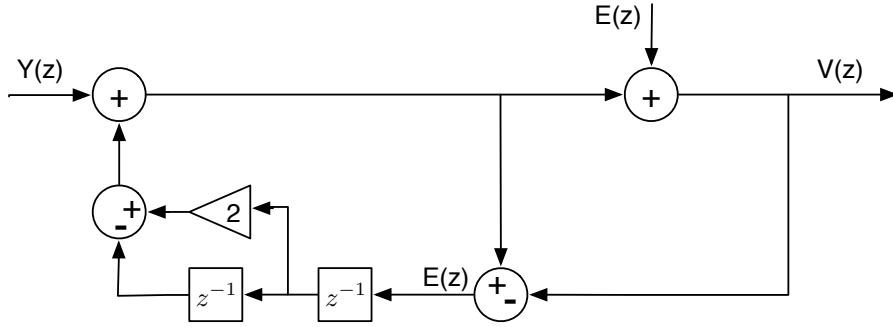 E(z)
Y(z)
V(z)
+
+
+
-
2
z⁻¹
z⁻¹
E(z)
+
-